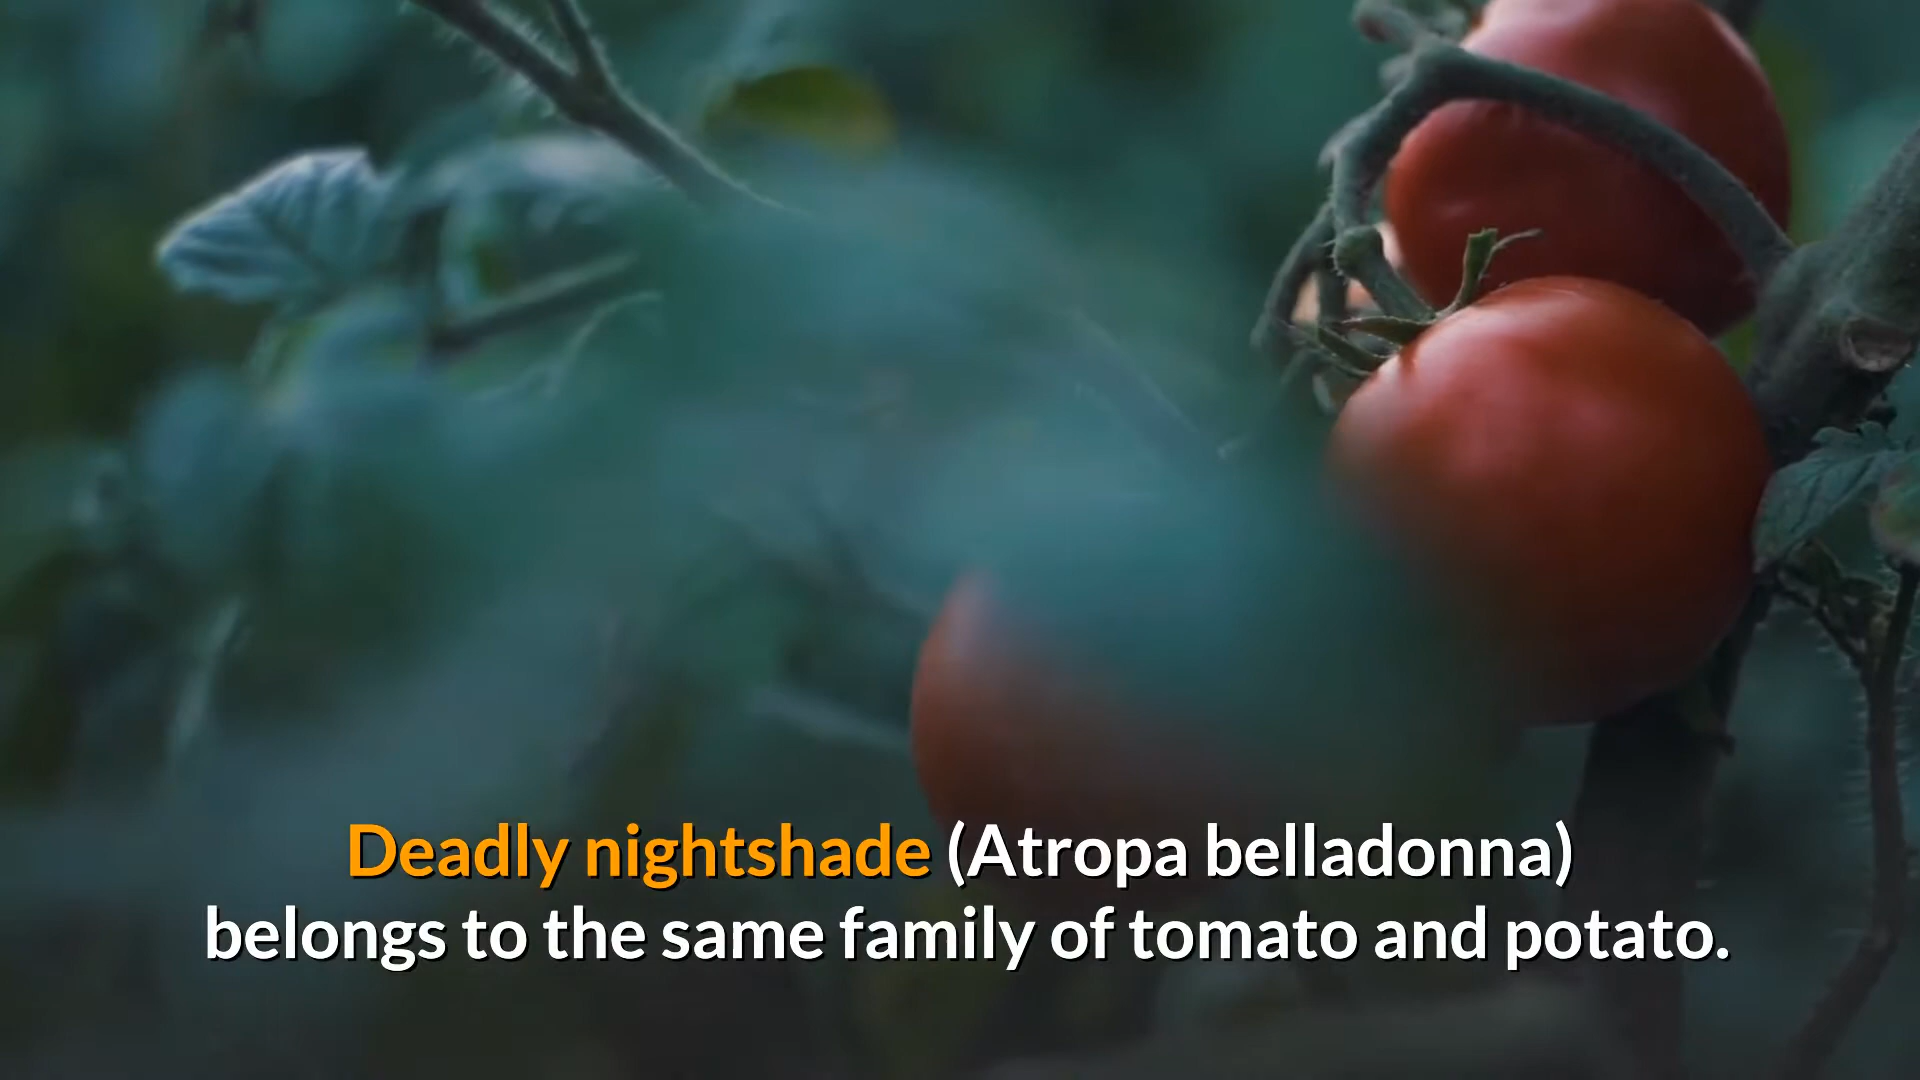 Deadly nightshade (Atropa belladonna)
belongs to the same family of tomato and potato.